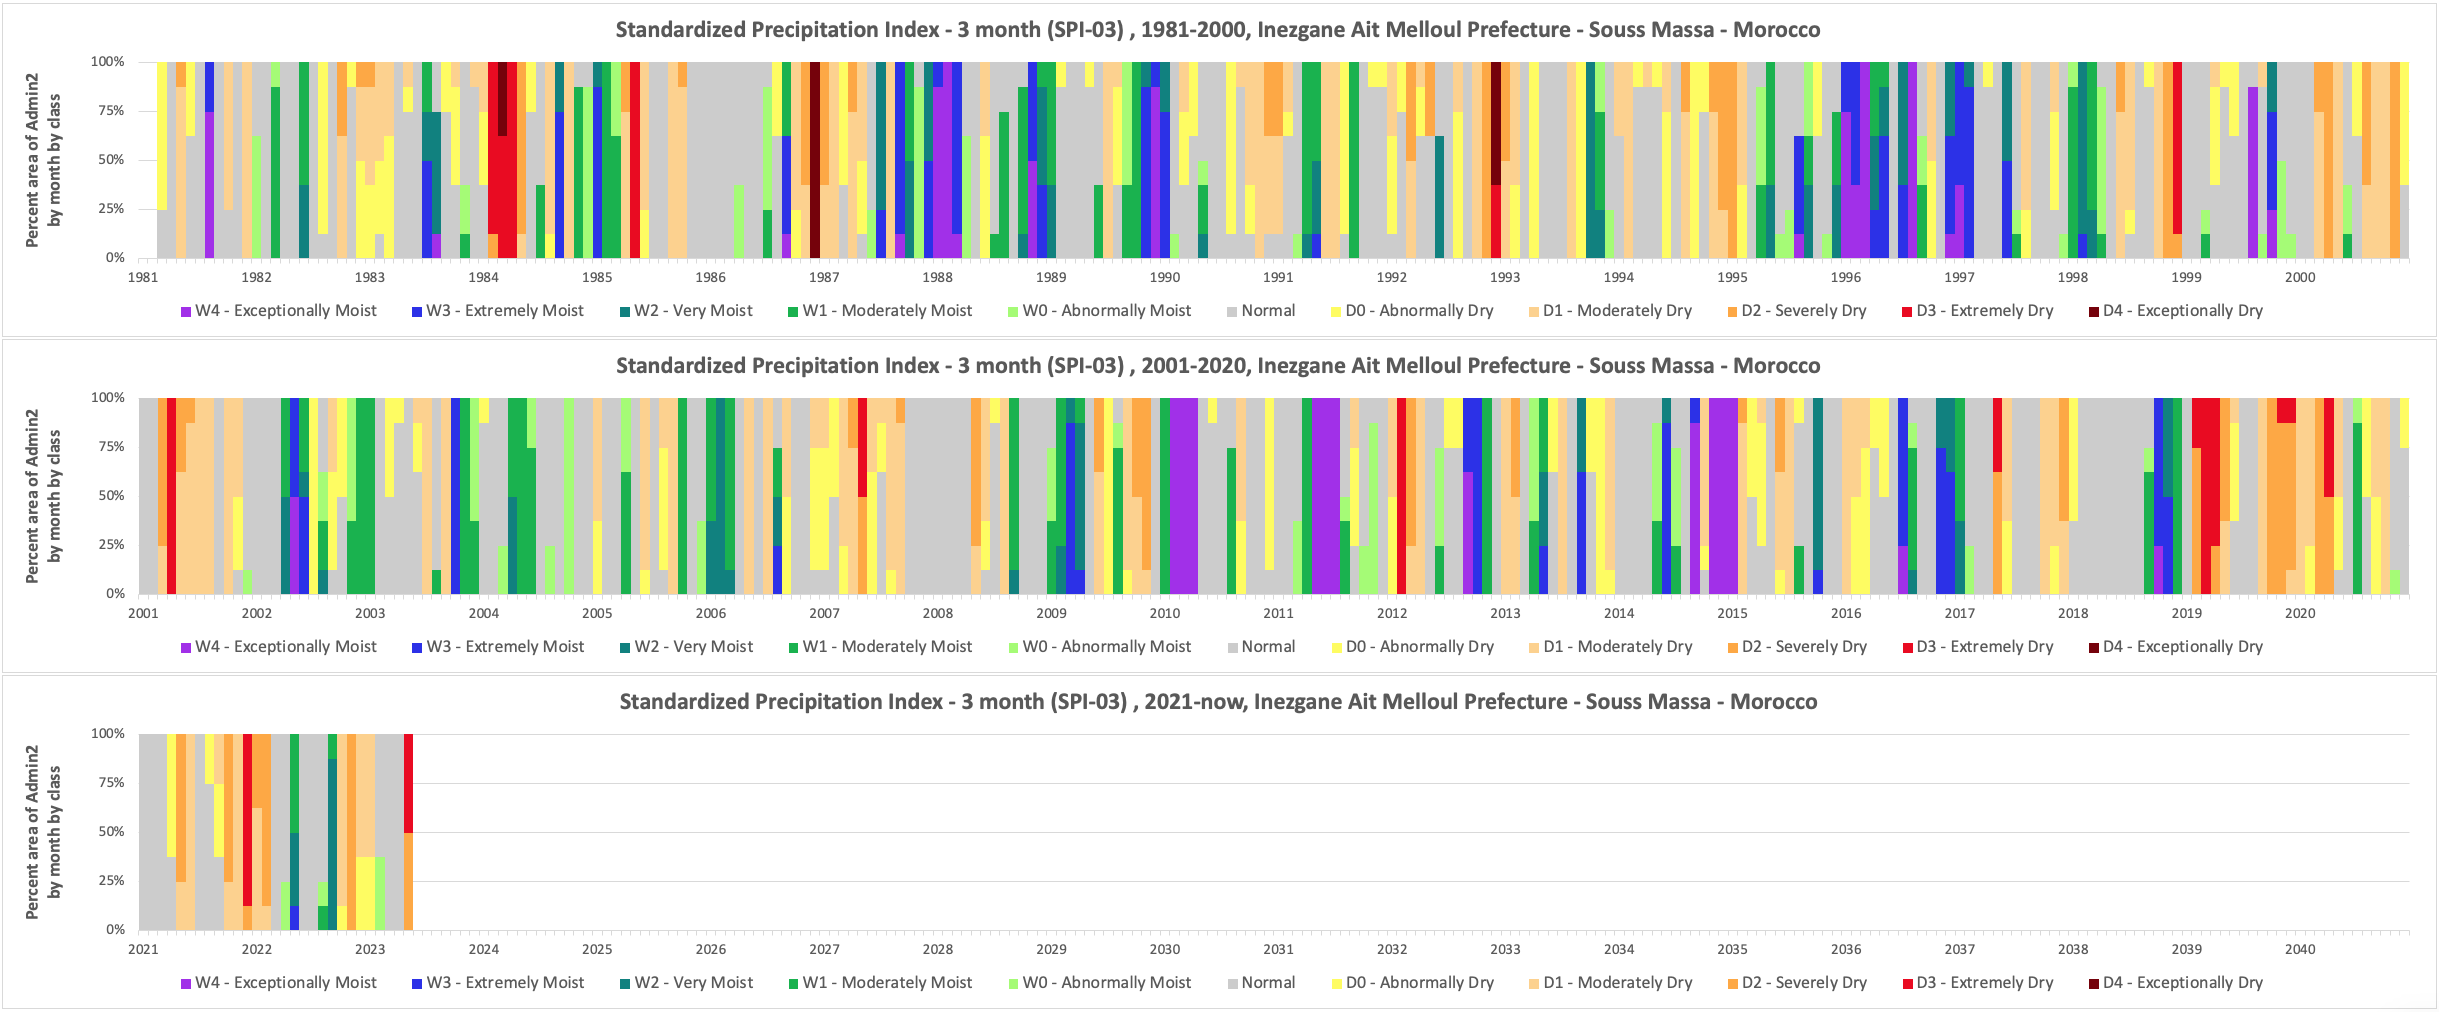 Standardized Precipitation Index - 3 month (SPI-03) , 1981-2000, Inezgane Ait Melloul Prefecture - Souss Massa - Morocco
Percent area of Admin2
by month by class
100%
75%
50%
25%
0%
1981 1982 1983 1984 1985 1986 1987 1988 1989 1990 1991 1992 1993 1994 1995 1996 1997 1998 1999 2000
W4 - Exceptionally Moist W3 - Extremely Moist W2 - Very Moist W1 - Moderately Moist W0 - Abnormally Moist Normal D0 - Abnormally Dry D1 - Moderately Dry D2 - Severely Dry D3 - Extremely Dry D4 - Exceptionally Dry
Standardized Precipitation Index - 3 month (SPI-03) , 2001-2020, Inezgane Ait Melloul Prefecture - Souss Massa - Morocco
Percent area of Admin2
by month by class
100%
75%
50%
25%
0%
2001 2002 2003 2004 2005 2006 2007 2008 2009 2010 2011 2012 2013 2014 2015 2016 2017 2018 2019 2020
W4 - Exceptionally Moist W3 - Extremely Moist W2 - Very Moist W1 - Moderately Moist W0 - Abnormally Moist Normal D0 - Abnormally Dry D1 - Moderately Dry D2 - Severely Dry D3 - Extremely Dry D4 - Exceptionally Dry
Standardized Precipitation Index - 3 month (SPI-03) , 2021-now, Inezgane Ait Melloul Prefecture - Souss Massa - Morocco
Percent area of Admin2
by month by class
100%
75%
50%
25%
0%
2021 2022 2023 2024 2025 2026 2027 2028 2029 2030 2031 2032 2033 2034 2035 2036 2037 2038 2039 2040
W4 - Exceptionally Moist W3 - Extremely Moist W2 - Very Moist W1 - Moderately Moist W0 - Abnormally Moist Normal D0 - Abnormally Dry D1 - Moderately Dry D2 - Severely Dry D3 - Extremely Dry D4 - Exceptionally Dry